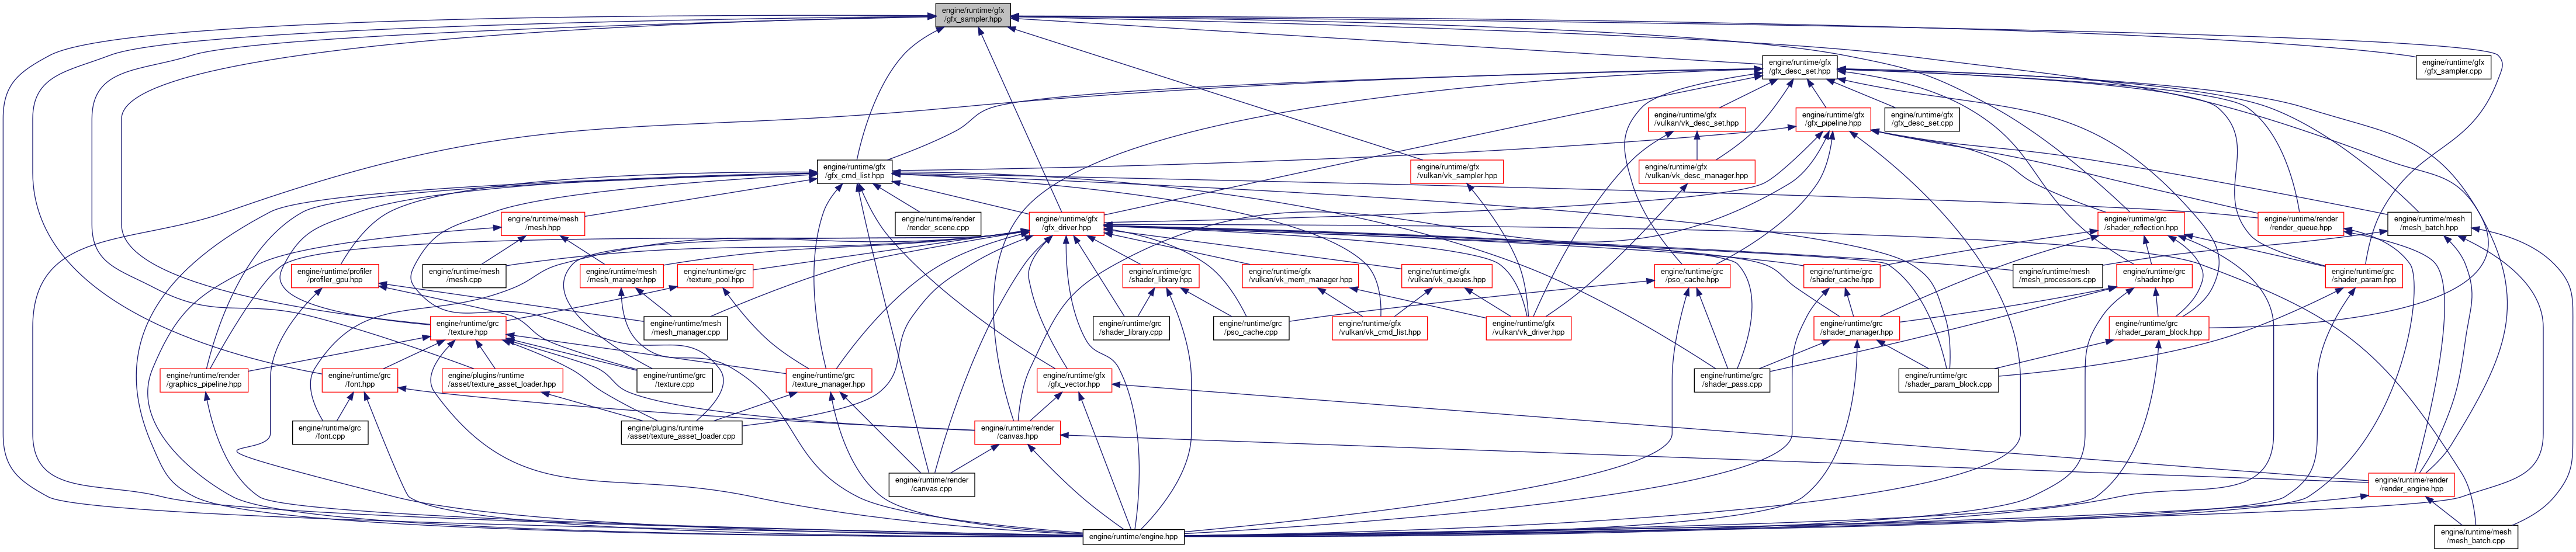 engine/runtime/gfx
/gfx_sampler.hpp
engine/runtime/gfx
/gfx_desc_set.hpp
engine/runtime/gfx
/gfx_sampler.cpp
engine/runtime/gfx
/vulkan/vk_desc_set.hpp
engine/runtime/gfx
/gfx_pipeline.hpp
engine/runtime/gfx
/gfx_desc_set.cpp
engine/runtime/gfx
/gfx_cmd_list.hpp
engine/runtime/gfx
/vulkan/vk_sampler.hpp
engine/runtime/gfx
/vulkan/vk_desc_manager.hpp
engine/runtime/mesh
/mesh.hpp
engine/runtime/render
/render_scene.cpp
engine/runtime/gfx
/gfx_driver.hpp
engine/runtime/grc
/shader_reflection.hpp
engine/runtime/render
/render_queue.hpp
engine/runtime/mesh
/mesh_batch.hpp
engine/runtime/profiler
/profiler_gpu.hpp
engine/runtime/mesh
/mesh.cpp
engine/runtime/mesh
/mesh_manager.hpp
engine/runtime/grc
/texture_pool.hpp
engine/runtime/grc
/shader_library.hpp
engine/runtime/gfx
/vulkan/vk_mem_manager.hpp
engine/runtime/gfx
/vulkan/vk_queues.hpp
engine/runtime/grc
/pso_cache.hpp
engine/runtime/grc
/shader_cache.hpp
engine/runtime/mesh
/mesh_processors.cpp
engine/runtime/grc
/shader.hpp
engine/runtime/grc
/shader_param.hpp
engine/runtime/grc
/texture.hpp
engine/runtime/mesh
/mesh_manager.cpp
engine/runtime/grc
/shader_library.cpp
engine/runtime/grc
/pso_cache.cpp
engine/runtime/gfx
/vulkan/vk_cmd_list.hpp
engine/runtime/gfx
/vulkan/vk_driver.hpp
engine/runtime/grc
/shader_manager.hpp
engine/runtime/grc
/shader_param_block.hpp
engine/runtime/render
/graphics_pipeline.hpp
engine/runtime/grc
/font.hpp
engine/plugins/runtime
/asset/texture_asset_loader.hpp
engine/runtime/grc
/texture.cpp
engine/runtime/grc
/texture_manager.hpp
engine/runtime/gfx
/gfx_vector.hpp
engine/runtime/grc
/shader_pass.cpp
engine/runtime/grc
/shader_param_block.cpp
engine/runtime/grc
/font.cpp
engine/plugins/runtime
/asset/texture_asset_loader.cpp
engine/runtime/render
/canvas.hpp
engine/runtime/render
/canvas.cpp
engine/runtime/render
/render_engine.hpp
engine/runtime/engine.hpp
engine/runtime/mesh
/mesh_batch.cpp